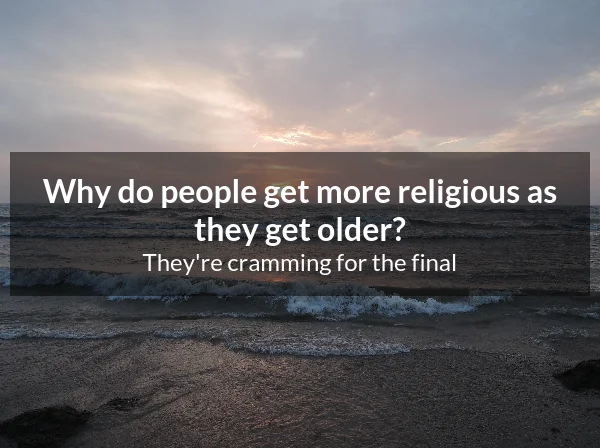 Why do people get more religious as
they get older?
They're cramming for the final